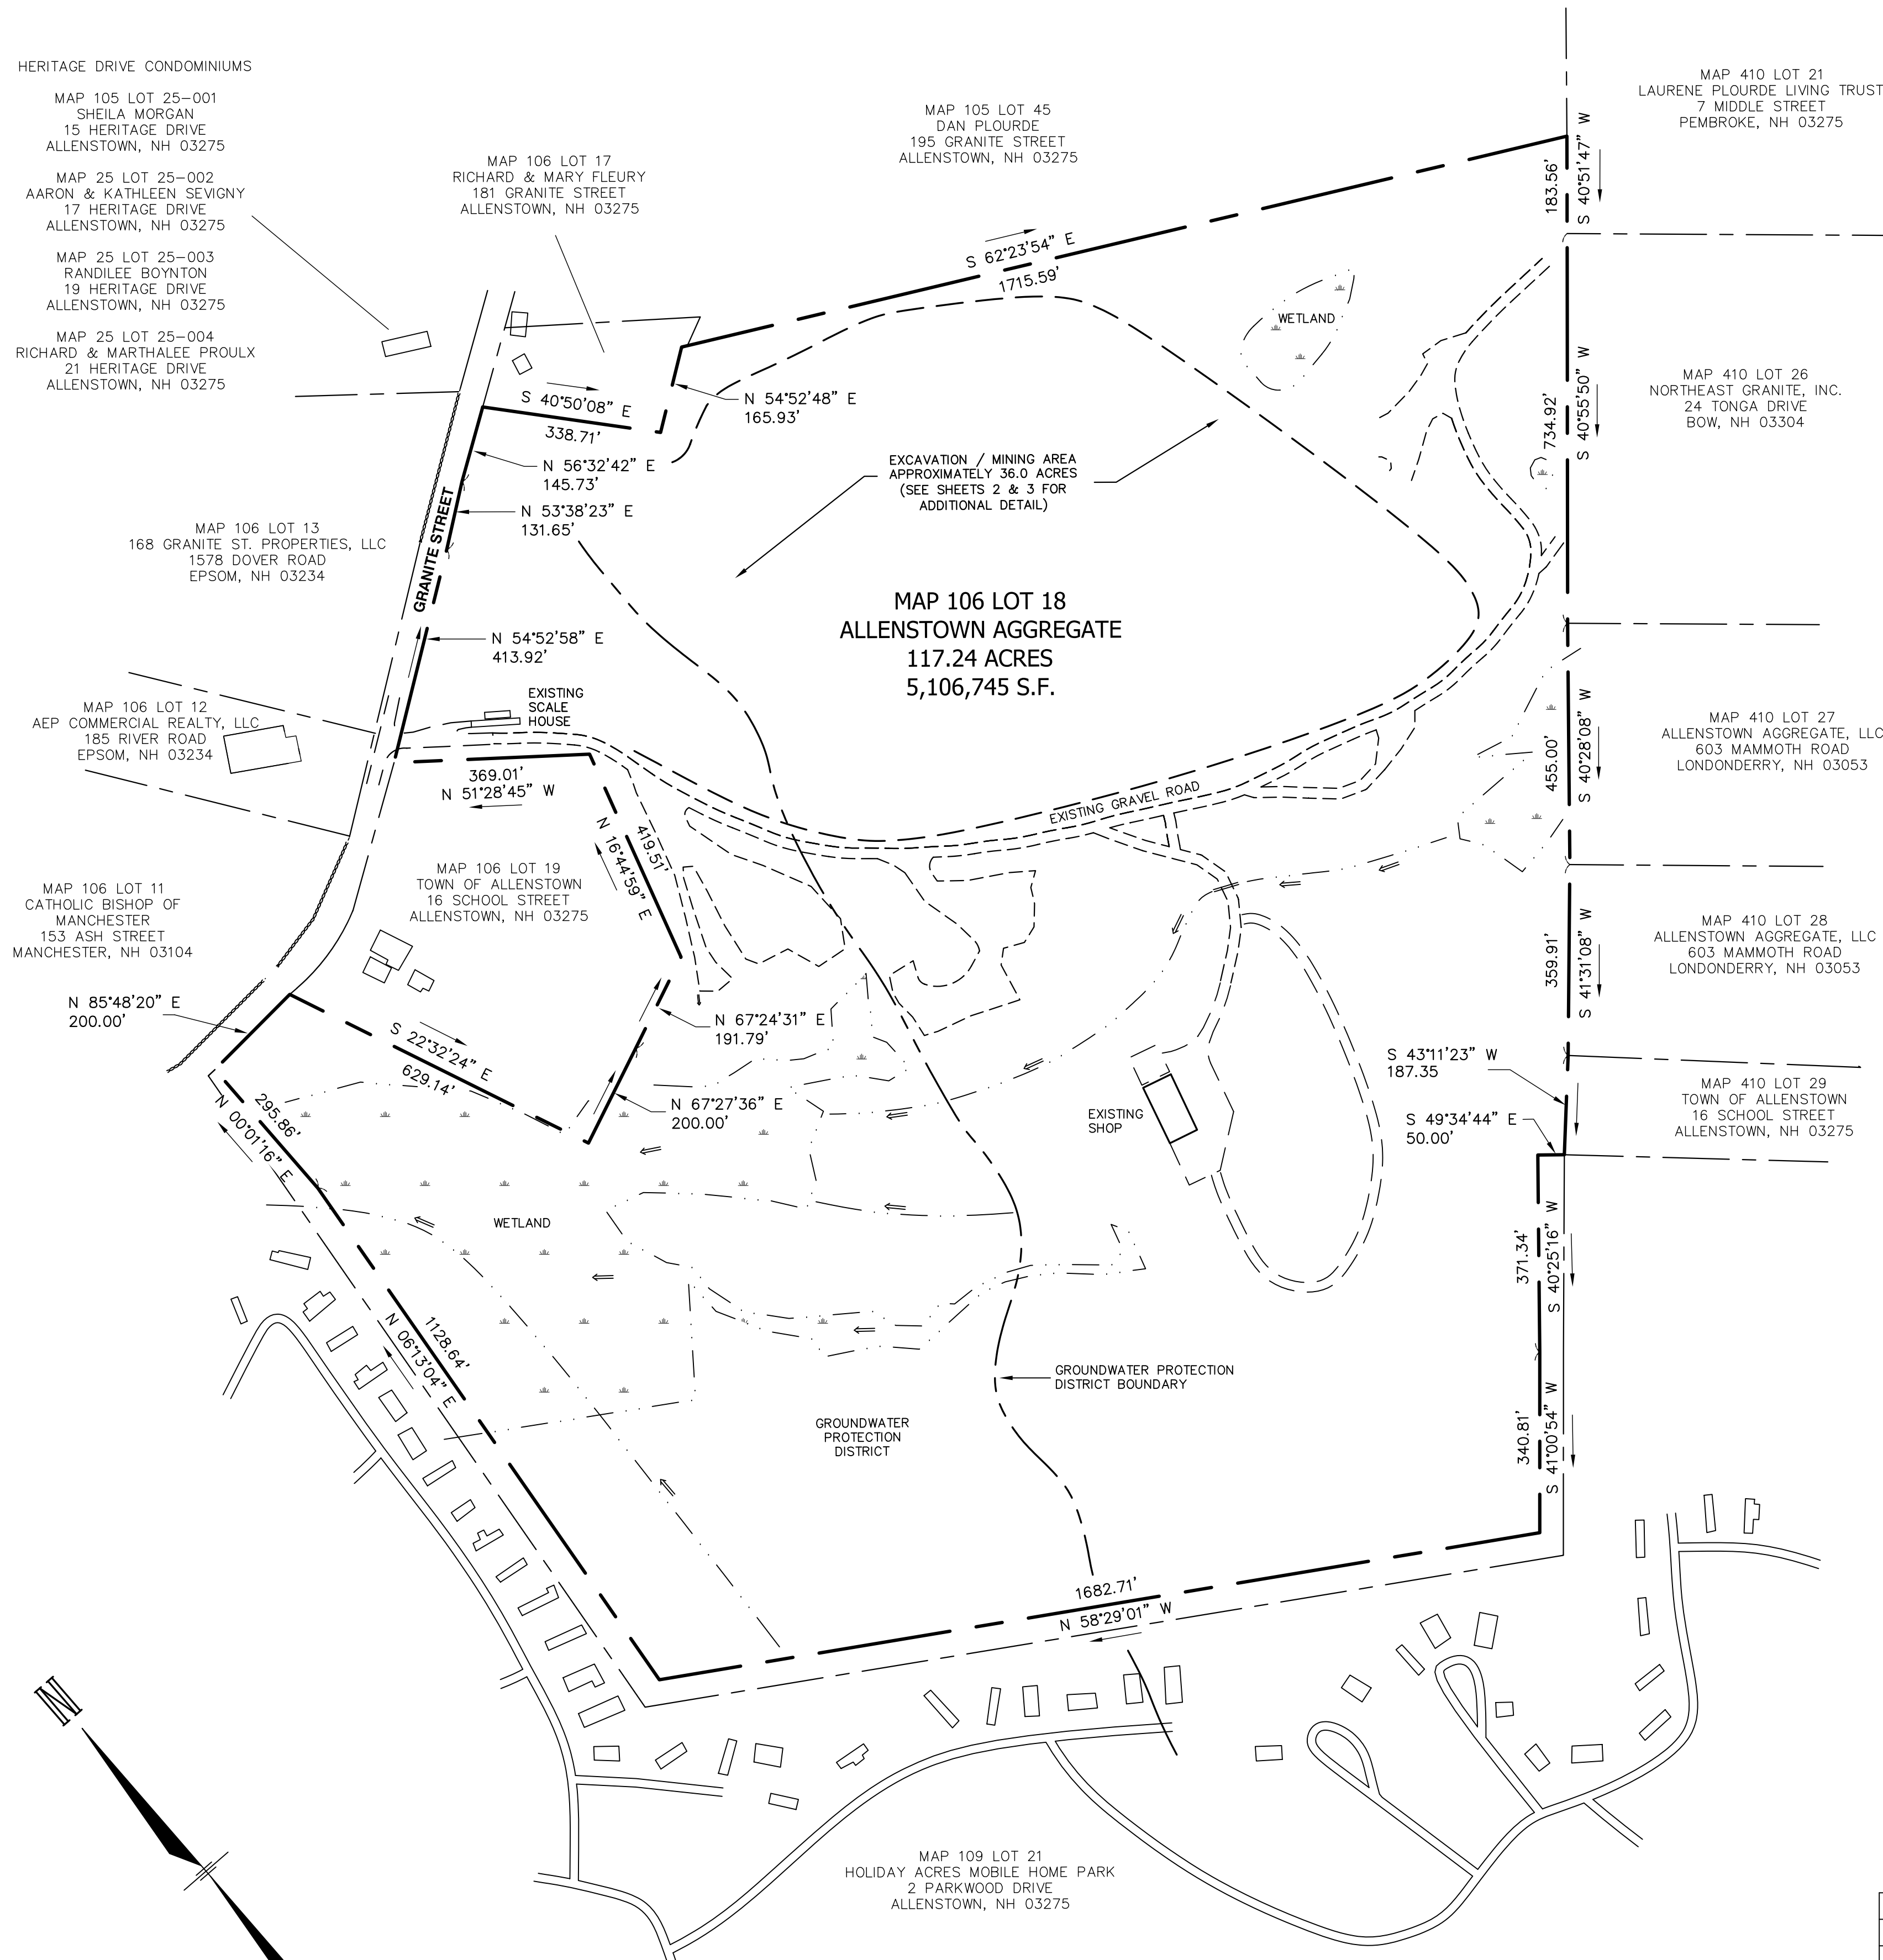 HERITAGE DRIVE CONDOMINIUMS
MAP 105 LOT 25-001
SHEILA MORGAN
15 HERITAGE DRIVE
ALLENSTOWN, NH 03275
MAP 25 LOT 25-002
AARON & KATHLEEN SEVIGNY
17 HERITAGE DRIVE
ALLENSTOWN, NH 03275
MAP 25 LOT 25-003
RANDILEE BOYNTON
19 HERITAGE DRIVE
ALLENSTOWN, NH 03275
MAP 25 LOT 25-004
RICHARD & MARTHALEE PROULX
21 HERITAGE DRIVE
ALLENSTOWN, NH 03275
MAP 106 LOT 17
RICHARD & MARY FLEURY
181 GRANITE STREET
ALLENSTOWN, NH 03275
MAP 105 LOT 45
DAN PLOURDE
195 GRANITE STREET
ALLENSTOWN, NH 03275
MAP 410 LOT 21
LAURENE PLOURDE LIVING TRUST
7 MIDDLE STREET
PEMBROKE, NH 03275
183.56'
S 40°51'47" W
S 62°23'54" E
1715.59'
WETLAND
S 40°50'08" E
338.71'
N 54°52'48" E
165.93'
N 56°32'42" E
145.73'
N 53°38'23" E
131.65'
GRANITE STREET
EXCAVATION / MINING AREA
APPROXIMATELY 36.0 ACRES
(SEE SHEETS 2 & 3 FOR
ADDITIONAL DETAIL)
734.92'
S 40°55'50" W
MAP 410 LOT 26
NORTHEAST GRANITE, INC.
24 TONGA DRIVE
BOW, NH 03304
MAP 106 LOT 13
168 GRANITE ST. PROPERTIES, LLC
1578 DOVER ROAD
EPSOM, NH 03234
MAP 106 LOT 18
ALLENSTOWN AGGREGATE
117.24 ACRES
5,106,745 S.F.
N 54°52'58" E
413.92'
MAP 106 LOT 12
AEP COMMERCIAL REALTY, LLC
185 RIVER ROAD
EPSOM, NH 03234
EXISTING
SCALE
HOUSE
369.01'
N 51°28'45" W
EXISTING GRAVEL ROAD
455.00'
S 40°28'08" W
MAP 410 LOT 27
ALLENSTOWN AGGREGATE, LLC
603 MAMMOTH ROAD
LONDONDERRY, NH 03053
419.51'
N 16°44'59" E
MAP 106 LOT 19
TOWN OF ALLENSTOWN
16 SCHOOL STREET
ALLENSTOWN, NH 03275
MAP 106 LOT 11
CATHOLIC BISHOP OF
MANCHESTER
153 ASH STREET
MANCHESTER, NH 03104
359.91'
S 41°31'08" W
MAP 410 LOT 28
ALLENSTOWN AGGREGATE, LLC
603 MAMMOTH ROAD
LONDONDERRY, NH 03053
N 85°48'20" E
200.00'
S 22°32'24" E
629.14'
N 67°24'31" E
191.79'
N 67°27'36" E
200.00'
EXISTING
SHOP
S 43°11'23" W
187.35
S 49°34'44" E
50.00'
MAP 410 LOT 29
TOWN OF ALLENSTOWN
16 SCHOOL STREET
ALLENSTOWN, NH 03275
295.86'
N 00°01'16" E
WETLAND
371.34'
S 40°25'16" W
1128.64'
N 06°13'04" E
GROUNDWATER PROTECTION
DISTRICT BOUNDARY
GROUNDWATER
PROTECTION
DISTRICT
340.81'
S 41°00'54" W
1682.71'
N 58°29'01" W
N
MAP 109 LOT 21
HOLIDAY ACRES MOBILE HOME PARK
2 PARKWOOD DRIVE
ALLENSTOWN, NH 03275